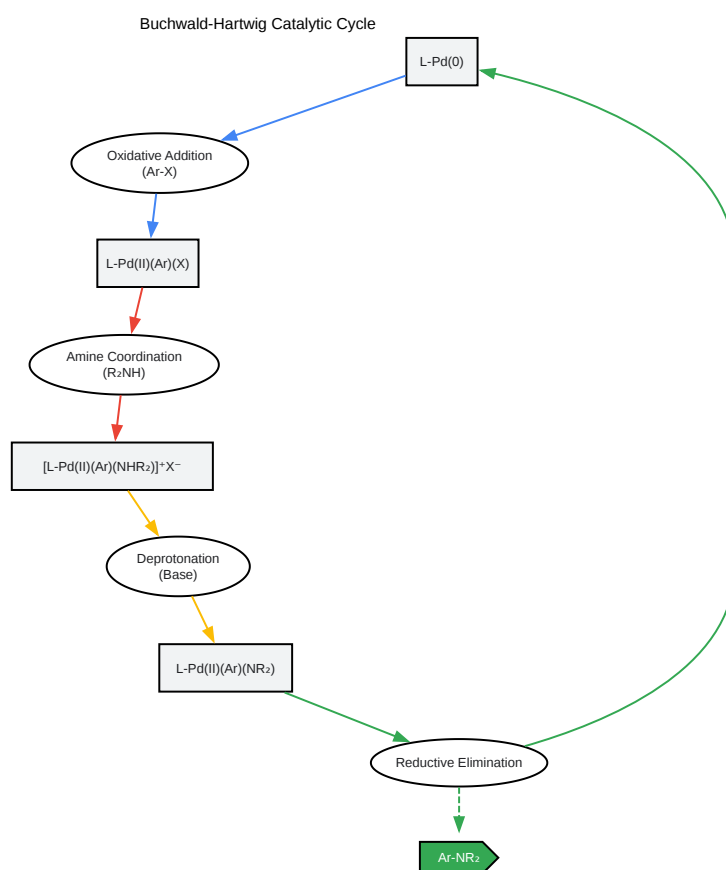 Buchwald-Hartwig Catalytic Cycle
L-Pd(0)
Oxidative Addition
(Ar-X)
L-Pd(II)(Ar)(X)
Amine Coordination
(R₂NH)
[L-Pd(II)(Ar)(NHR₂)]⁺X⁻
Deprotonation
(Base)
L-Pd(II)(Ar)(NR₂)
Reductive Elimination
Ar-NR₂